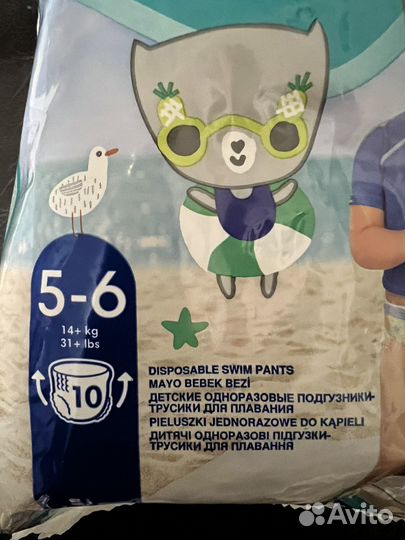 5-6
14+ kg
31+ lbs
10
DISPOSABLE SWIM PANTS
MAYO BEBEK BEZİ
ДЕТСКИЕ ОДНОРАЗОВЫЕ ПОДГУЗНИКИ-
ТРУСИКИ ДЛЯ ПЛАВАНИЯ
PIELUSZKI JEDNORAZOWE DO KĄPIELI
ДИТЯЧІ ОДНОРАЗОВІ ПІДГУЗКИ-
ТРУСИКИ ДЛЯ ПЛАВАННЯ
Avito